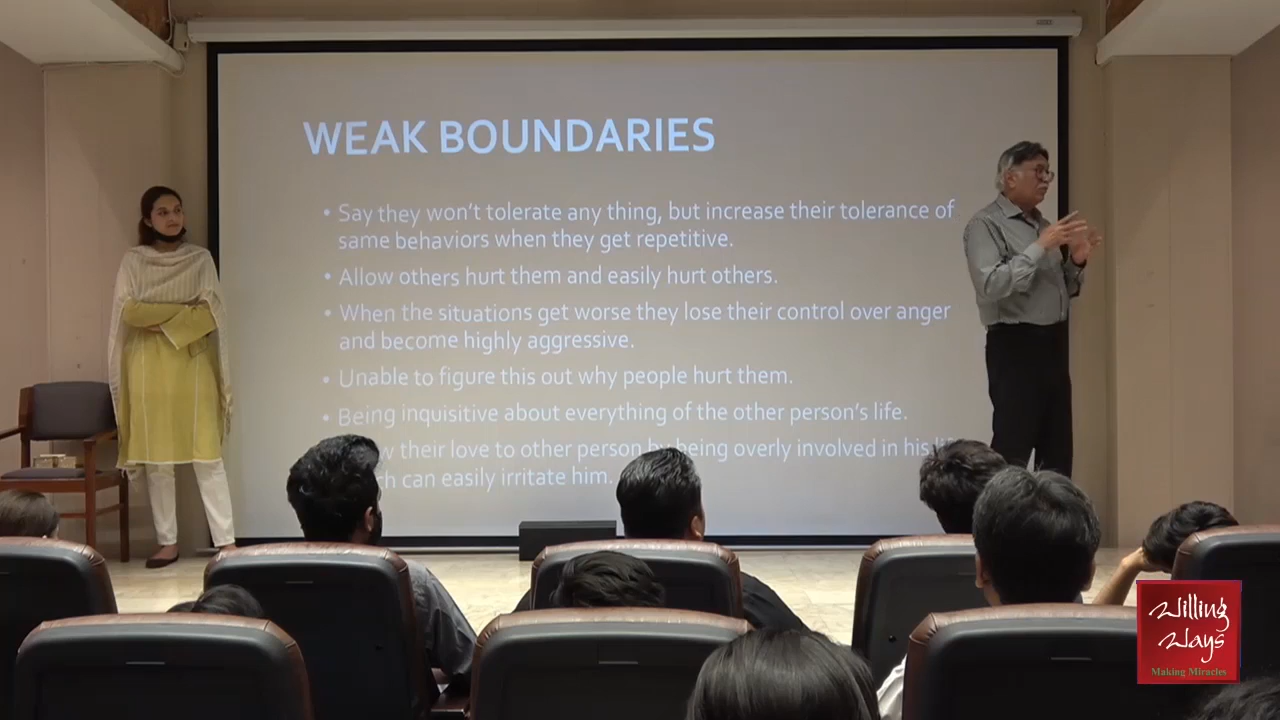 WEAK BOUNDARIES
• Say they won't tolerate any thing, but increase their tolerance of
same behaviors when they get repetitive.
• Allow others hurt them and easily hurt others.
• When the situations get worse they lose their control over anger
and become highly aggressive.
• Unable to figure this out why people hurt them.
• Being inquisitive about everything of the other person's life.
their love to other person by being overly involved in his
can easily irritate him.
Willing
Ways
Making Miracles